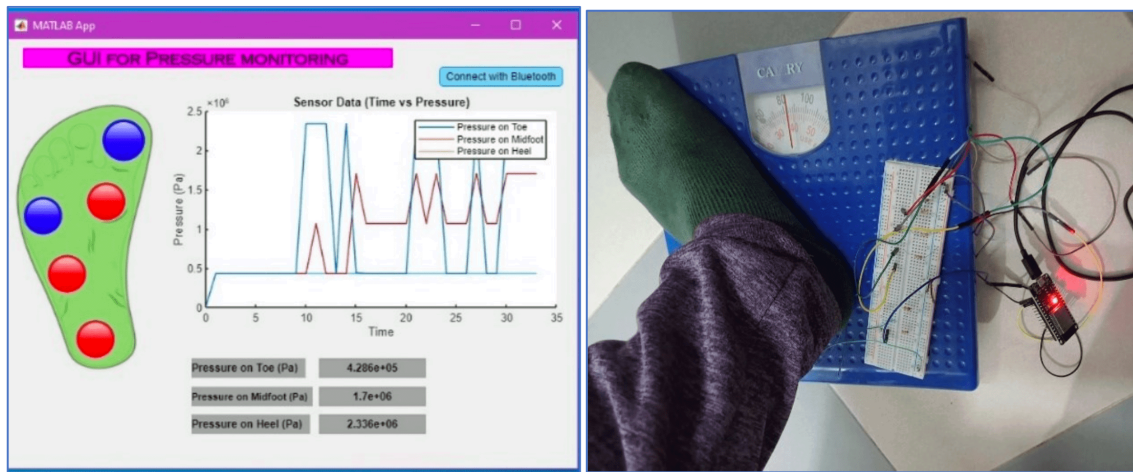 MATLAB App
GUI FOR PRESSURE MONITORING
Connect with Bluetooth
Sensor Data (Time vs Pressure)
×10⁶
2.5
2
1.5
1
0.5
0
Pressure (Pa)
Pressure on Toe
Pressure on Midfoot
Pressure on Heel
0 5 10 15 20 25 30 35
Time
Pressure on Toe (Pa) 4.286e+05
Pressure on Midfoot (Pa) 1.7e+06
Pressure on Heel (Pa) 2.336e+06
CA RY